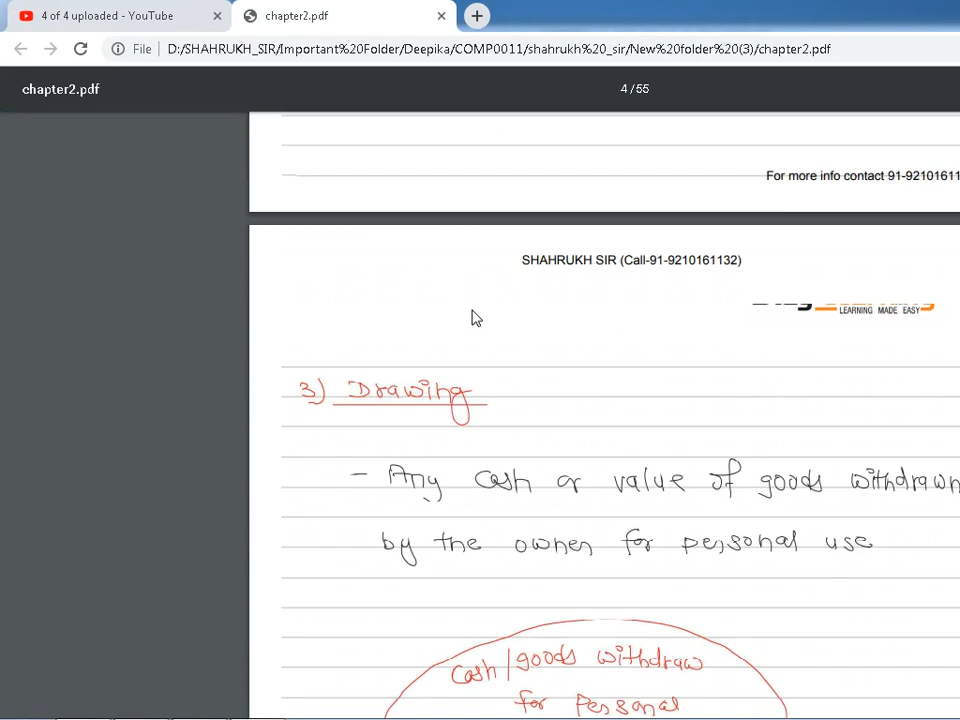 4 of 4 uploaded - YouTube
chapter2.pdf
File
D:/SHAHRUKH_SIR/Important%20Folder/Deepika/COMP0011/shahrukh%20_sir/New%20folder%20(3)/chapter2.pdf
chapter2.pdf
4 / 55
For more info contact 91-9210161
SHAHRUKH SIR (Call-91-9210161132)
LEARNING MADE EASY
3) Drawing
- Any cash or value of goods withdrawn
by the owner for personal use
cash/goods withdraw
for Personal